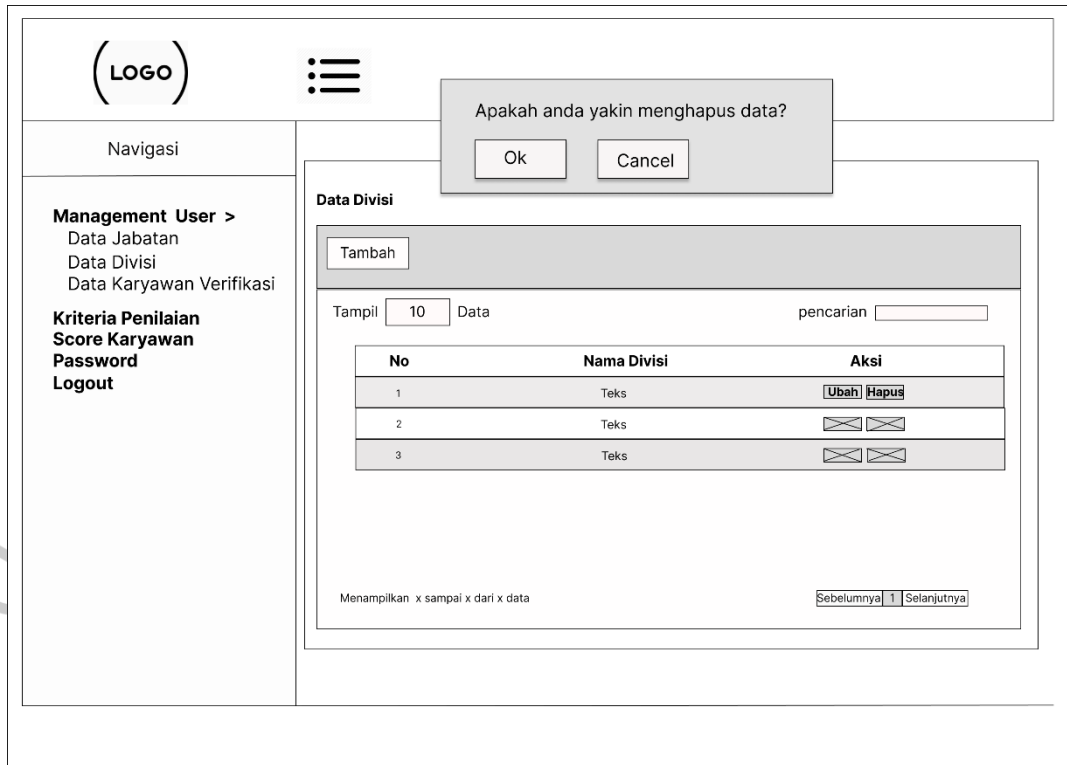 LOGO
Apakah anda yakin menghapus data?
Ok Cancel
Navigasi
Management User >
Data Jabatan
Data Divisi
Data Karyawan Verifikasi
Kriteria Penilaian
Score Karyawan
Password
Logout
Data Divisi
Tambah
Tampil 10 Data pencarian
No Nama Divisi Aksi
1 Teks Ubah Hapus
2 Teks
3 Teks
Menampilkan x sampai x dari x data Sebelumnya 1 Selanjutnya